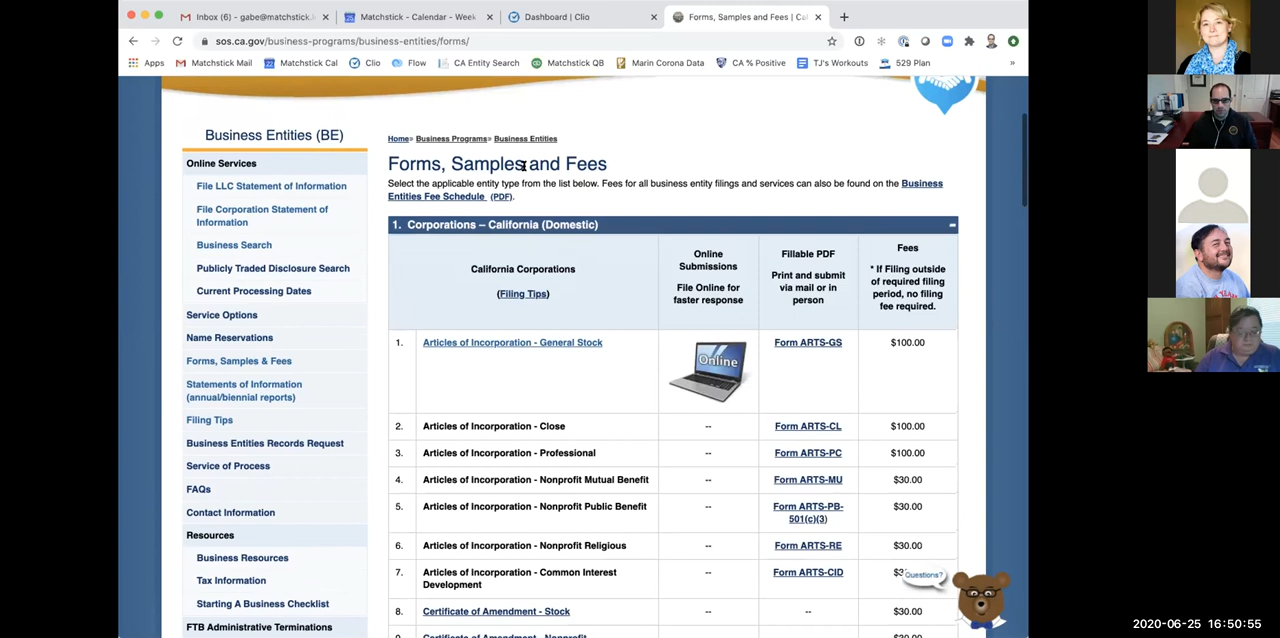 Inbox (6) - gabe@matchstick.l
Matchstick - Calendar - Week
Dashboard | Clio
Forms, Samples and Fees | Cal
sos.ca.gov/business-programs/business-entities/forms/
Apps
Matchstick Mail
Matchstick Cal
Clio
Flow
CA Entity Search
Matchstick QB
Marin Corona Data
CA % Positive
TJ's Workouts
529 Plan
»
Business Entities (BE)
Online Services
File LLC Statement of Information
File Corporation Statement of
Information
Business Search
Publicly Traded Disclosure Search
Current Processing Dates
Service Options
Name Reservations
Forms, Samples & Fees
Statements of Information
(annual/biennial reports)
Filing Tips
Business Entities Records Request
Service of Process
FAQs
Contact Information
Resources
Business Resources
Tax Information
Starting A Business Checklist
FTB Administrative Terminations
Home» Business Programs» Business Entities
Forms, Samples and Fees
Select the applicable entity type from the list below. Fees for all business entity filings and services can also be found on the Business
Entities Fee Schedule (PDF).
1. Corporations – California (Domestic)
California Corporations
(Filing Tips)
Online
Submissions
File Online for
faster response
Fillable PDF
Print and submit
via mail or in
person
Fees
* If Filing outside
of required filing
period, no filing
fee required.
1. Articles of Incorporation - General Stock Online Form ARTS-GS $100.00
2. Articles of Incorporation - Close -- Form ARTS-CL $100.00
3. Articles of Incorporation - Professional -- Form ARTS-PC $100.00
4. Articles of Incorporation - Nonprofit Mutual Benefit -- Form ARTS-MU $30.00
5. Articles of Incorporation - Nonprofit Public Benefit -- Form ARTS-PB-
501(c)(3) $30.00
6. Articles of Incorporation - Nonprofit Religious -- Form ARTS-RE $30.00
7. Articles of Incorporation - Common Interest
Development -- Form ARTS-CID
Questions?
8. Certificate of Amendment - Stock -- -- $30.00
Certificate of Amendment - Nonprofit
2020-06-25 16:50:55